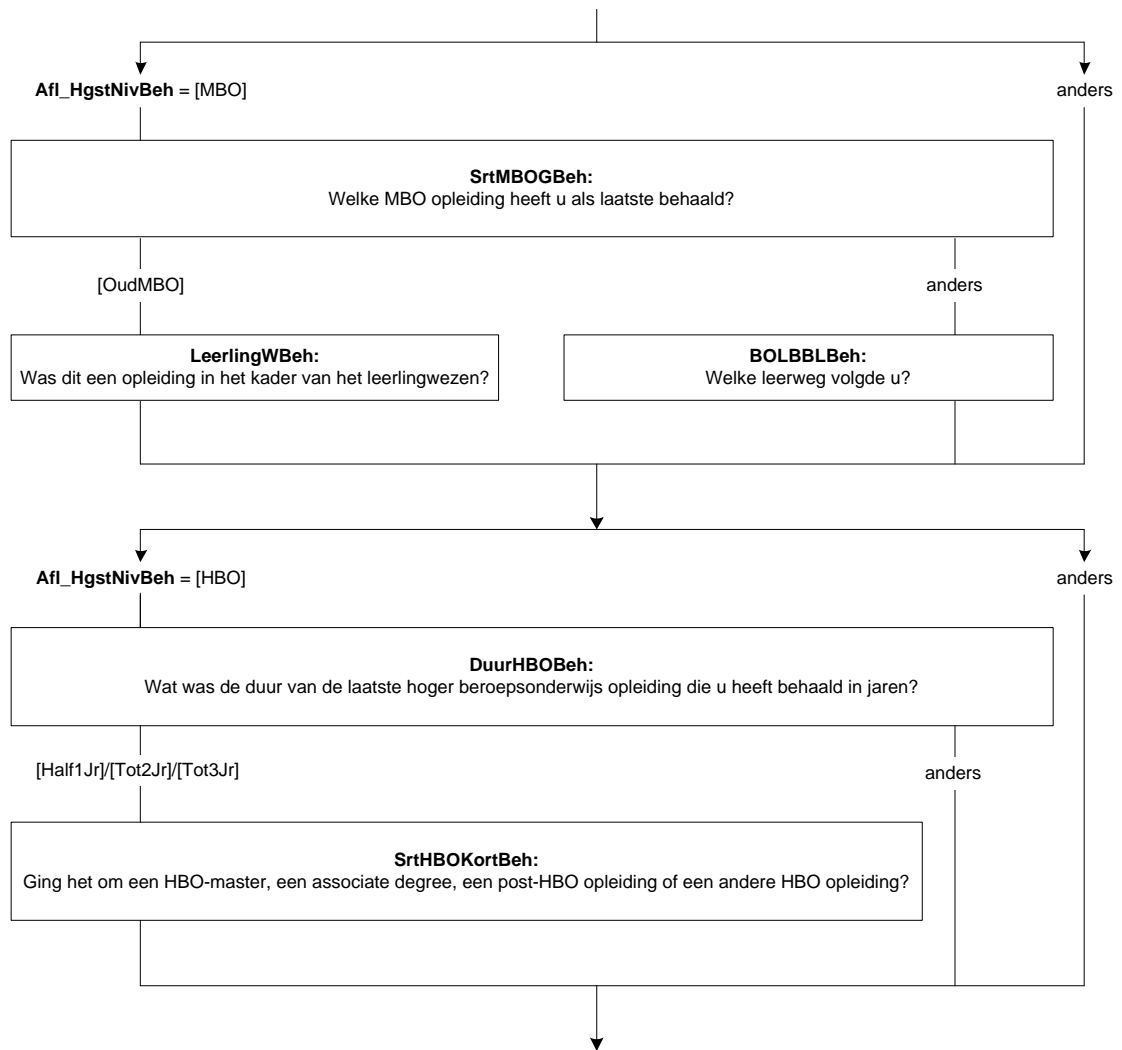 Afl_HgstNivBeh = [MBO]
anders
SrtMBOGBeh:
Welke MBO opleiding heeft u als laatste behaald?
[OudMBO]
anders
LeerlingWBeh:
Was dit een opleiding in het kader van het leerlingwezen?
BOLBBLBeh:
Welke leerweg volgde u?
Afl_HgstNivBeh = [HBO]
anders
DuurHBOBeh:
Wat was de duur van de laatste hoger beroepsonderwijs opleiding die u heeft behaald in jaren?
[Half1Jr]/[Tot2Jr]/[Tot3Jr]
anders
SrtHBOKortBeh:
Ging het om een HBO-master, een associate degree, een post-HBO opleiding of een andere HBO opleiding?